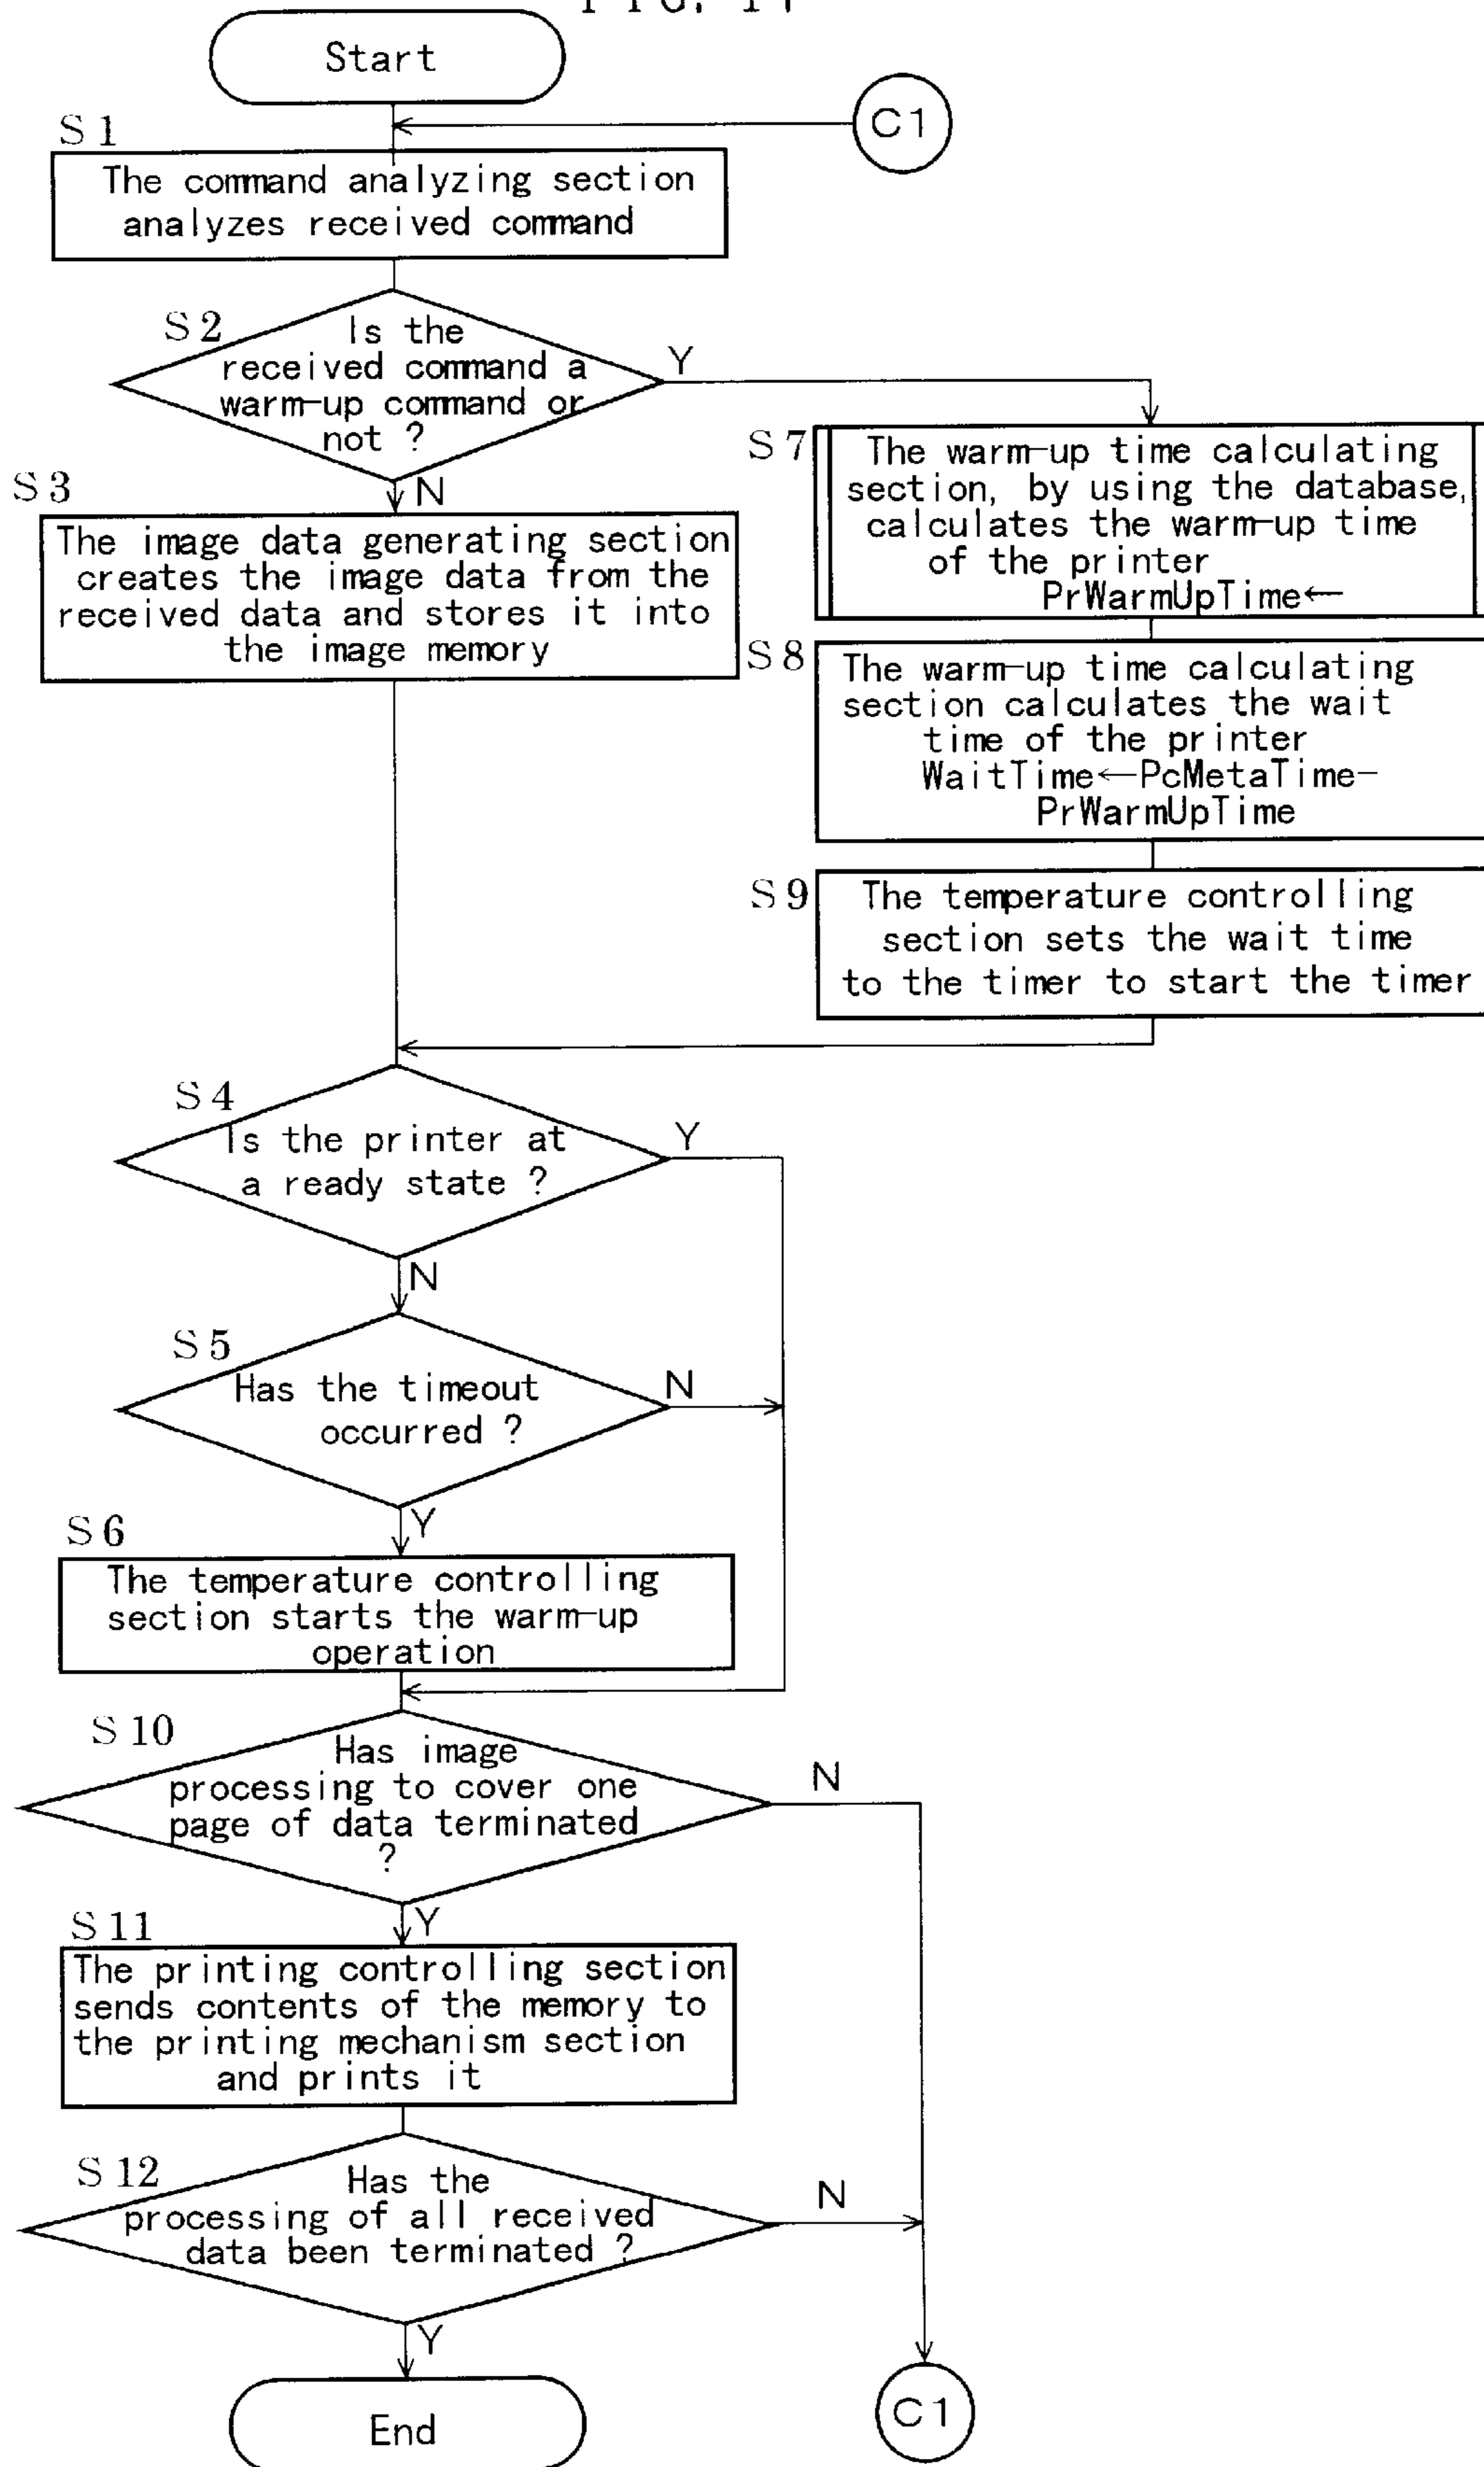 Start
C1
S1
The command analyzing section
analyzes received command
S2
Is the
received command a
warm-up command or
not ?
Y
N
S3
The image data generating section
creates the image data from the
received data and stores it into
the image memory
S7
The warm-up time calculating
section, by using the database,
calculates the warm-up time
of the printer
PrWarmUpTime←
S8
The warm-up time calculating
section calculates the wait
time of the printer
WaitTime←PcMetaTime-
PrWarmUpTime
S9
The temperature controlling
section sets the wait time
to the timer to start the timer
S4
Is the printer at
a ready state ?
Y
N
S5
Has the timeout
occurred ?
N
Y
S6
The temperature controlling
section starts the warm-up
operation
S10
Has image
processing to cover one
page of data terminated
?
N
Y
S11
The printing controlling section
sends contents of the memory to
the printing mechanism section
and prints it
S12
Has the
processing of all received
data been terminated ?
N
Y
End
C1